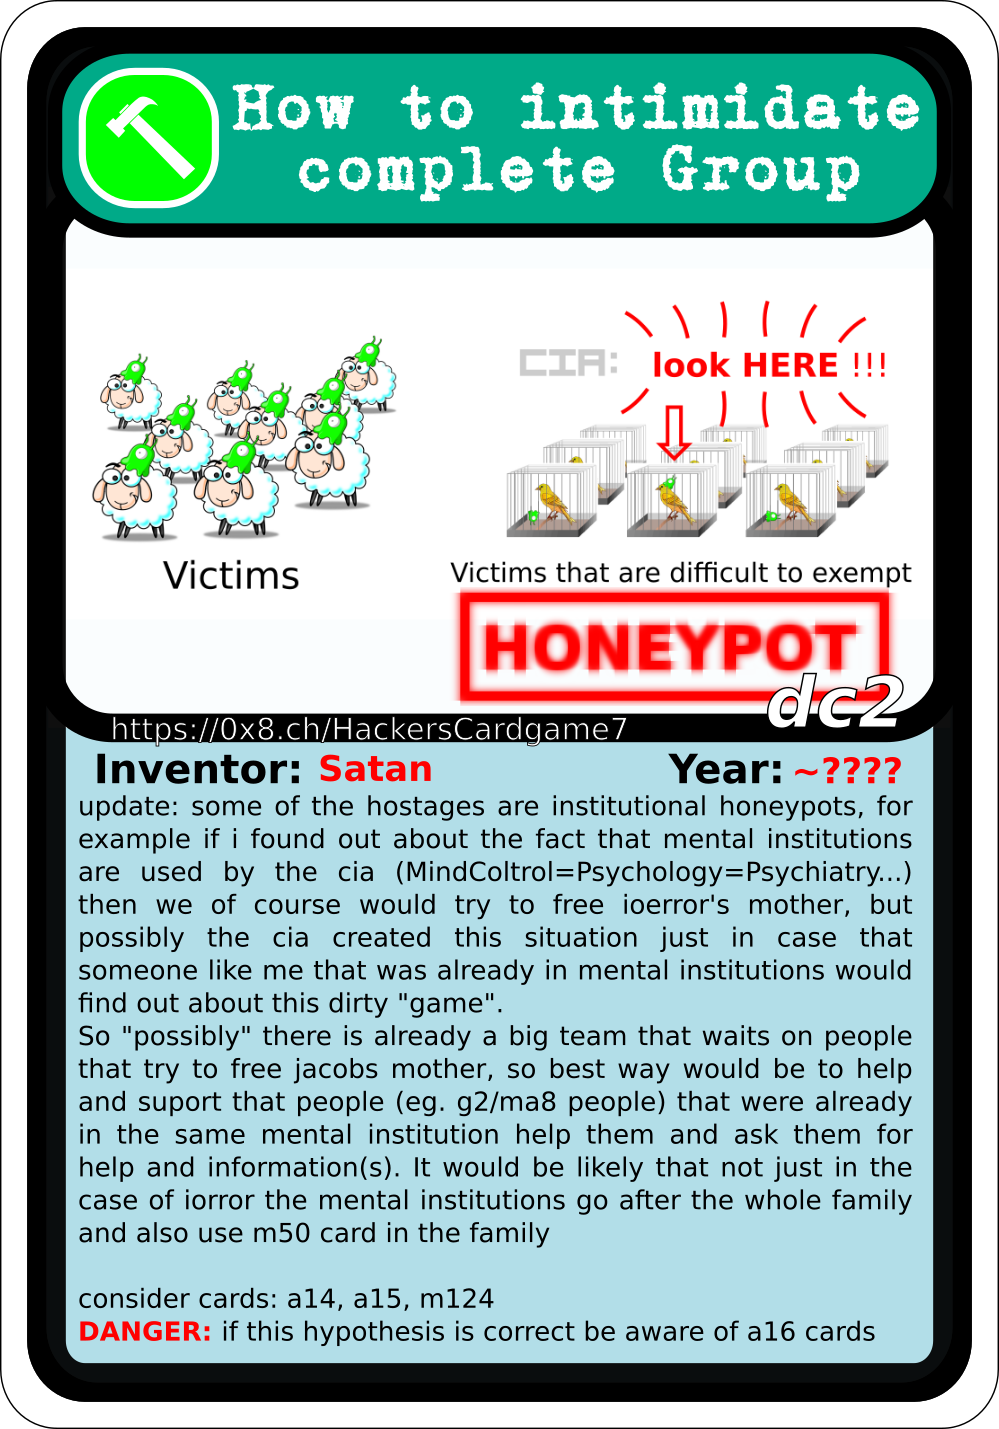 How to intimidate
complete Group
CIA: look HERE !!!
Victims
Victims that are difficult to exempt
HONEYPOT
dc2
https://0x8.ch/HackersCardgame7
Inventor: Satan Year: ~????
update: some of the hostages are institutional honeypots, for
example if i found out about the fact that mental institutions
are used by the cia (MindColtrol=Psychology=Psychiatry...)
then we of course would try to free ioerror's mother, but
possibly the cia created this situation just in case that
someone like me that was already in mental institutions would
find out about this dirty "game".
So "possibly" there is already a big team that waits on people
that try to free jacobs mother, so best way would be to help
and suport that people (eg. g2/ma8 people) that were already
in the same mental institution help them and ask them for
help and information(s). It would be likely that not just in the
case of iorror the mental institutions go after the whole family
and also use m50 card in the family
consider cards: a14, a15, m124
DANGER: if this hypothesis is correct be aware of a16 cards